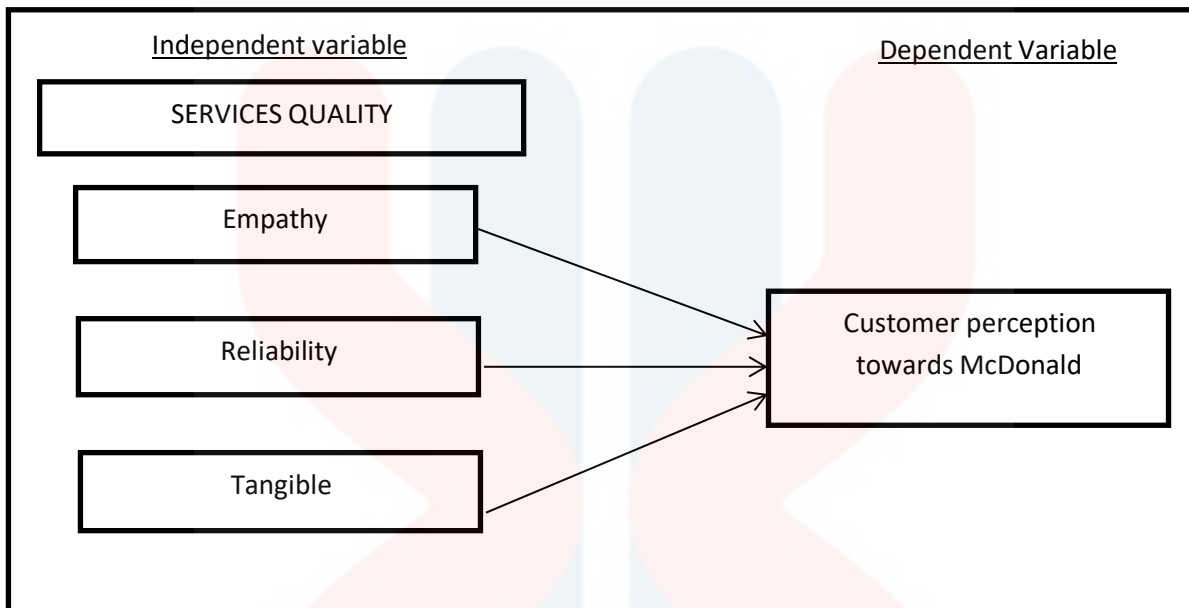 Independent variable
Dependent Variable
SERVICES QUALITY
Empathy
Reliability
Tangible
Customer perception
towards McDonald